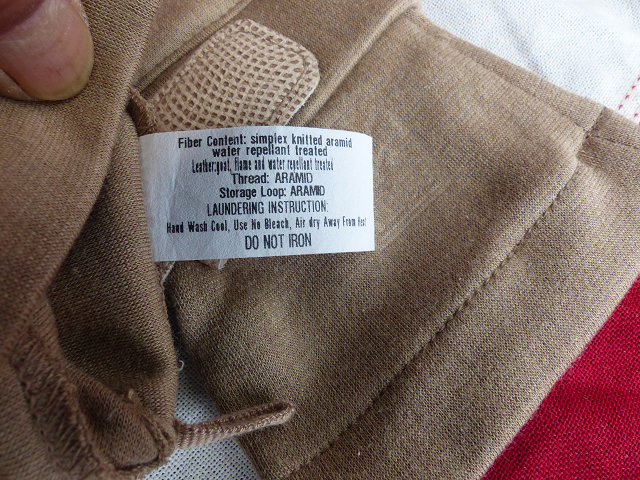 Fiber Content: simplex knitted aramid
water repellant treated
Leather:goat, flame and water repellant treated
Thread: ARAMID
Storage Loop: ARAMID
LAUNDERING INSTRUCTION:
Hand Wash Cool, Use No Bleach, Air dry Away From Heat
DO NOT IRON